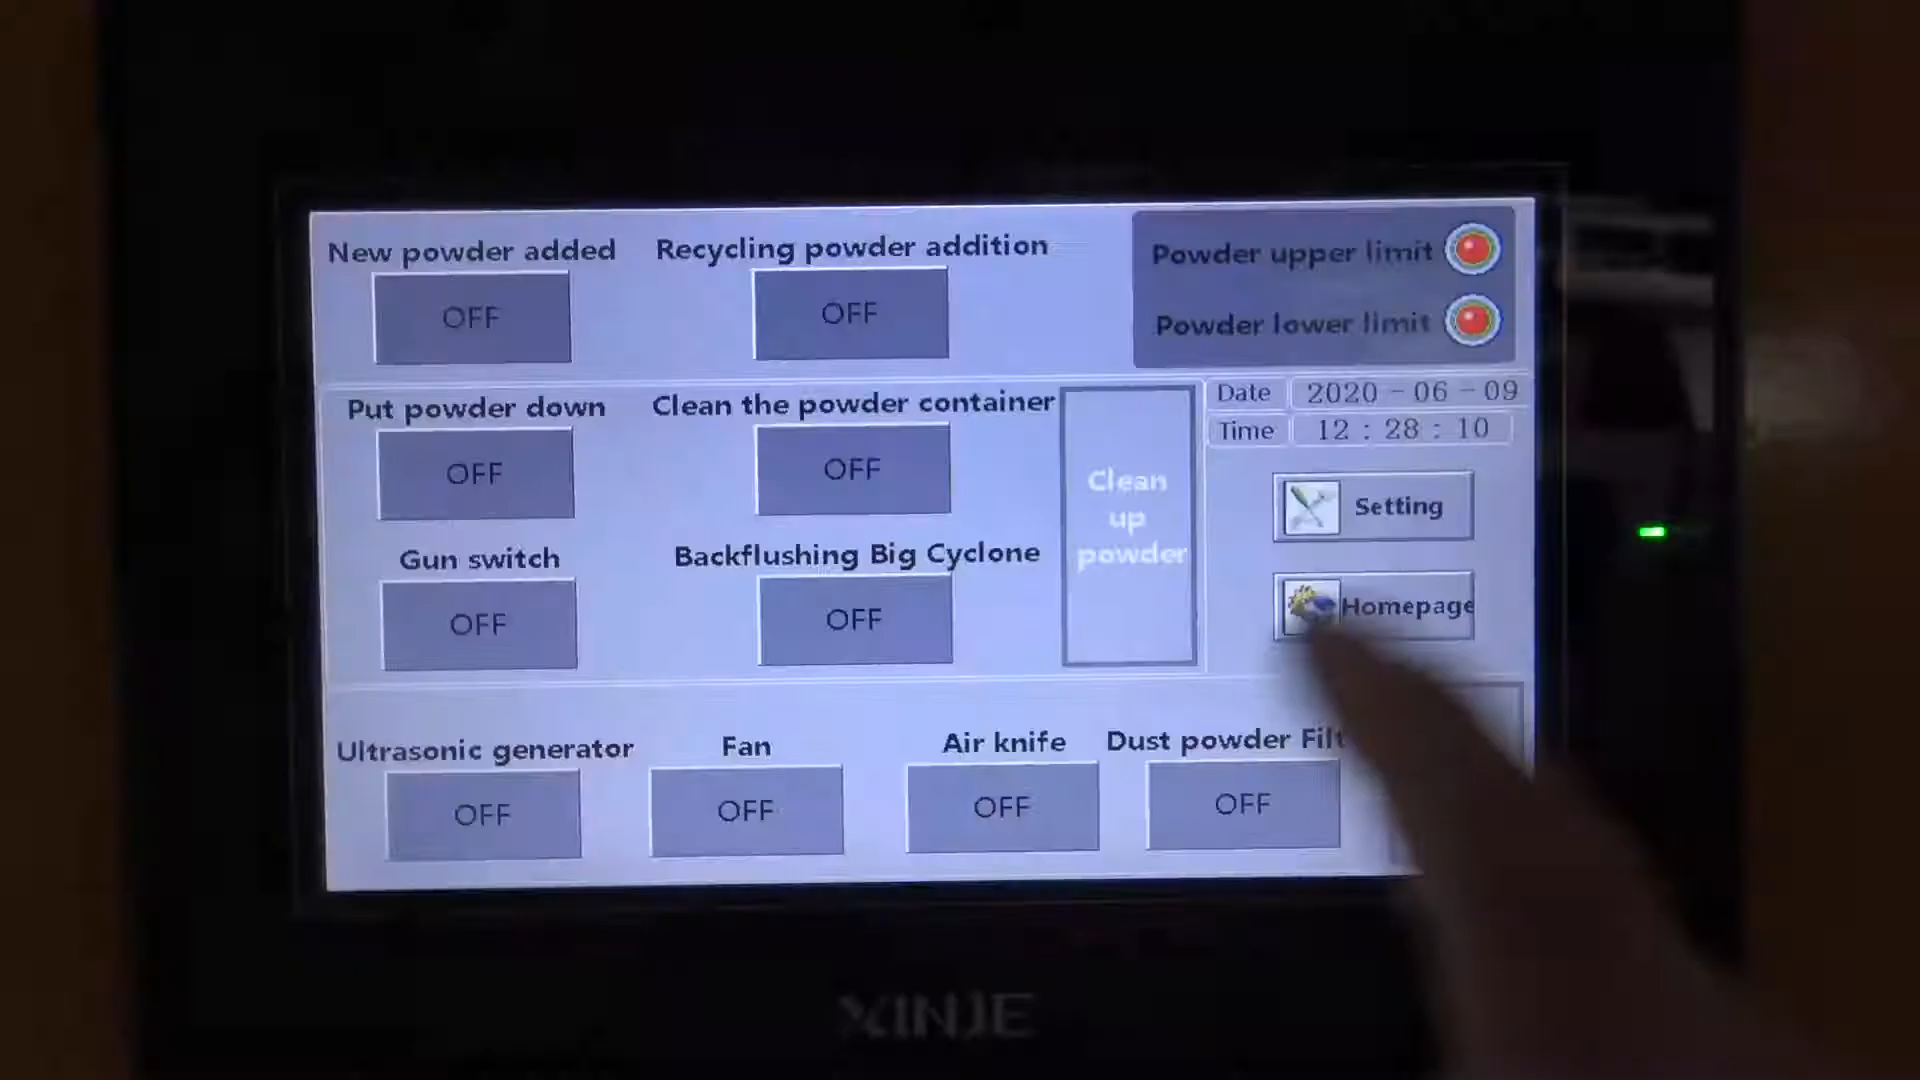 New powder added
Recycling powder addition
Powder upper limit
OFF
OFF
Powder lower limit
Put powder down
Clean the powder container
Date 2020 - 06 - 09
Time 12 : 28 : 10
OFF
OFF
Clean
up
powder
Setting
Gun switch
Backflushing Big Cyclone
Homepage
OFF
OFF
Ultrasonic generator
Fan
Air knife
Dust powder Filt
OFF
OFF
OFF
OFF
XINJE